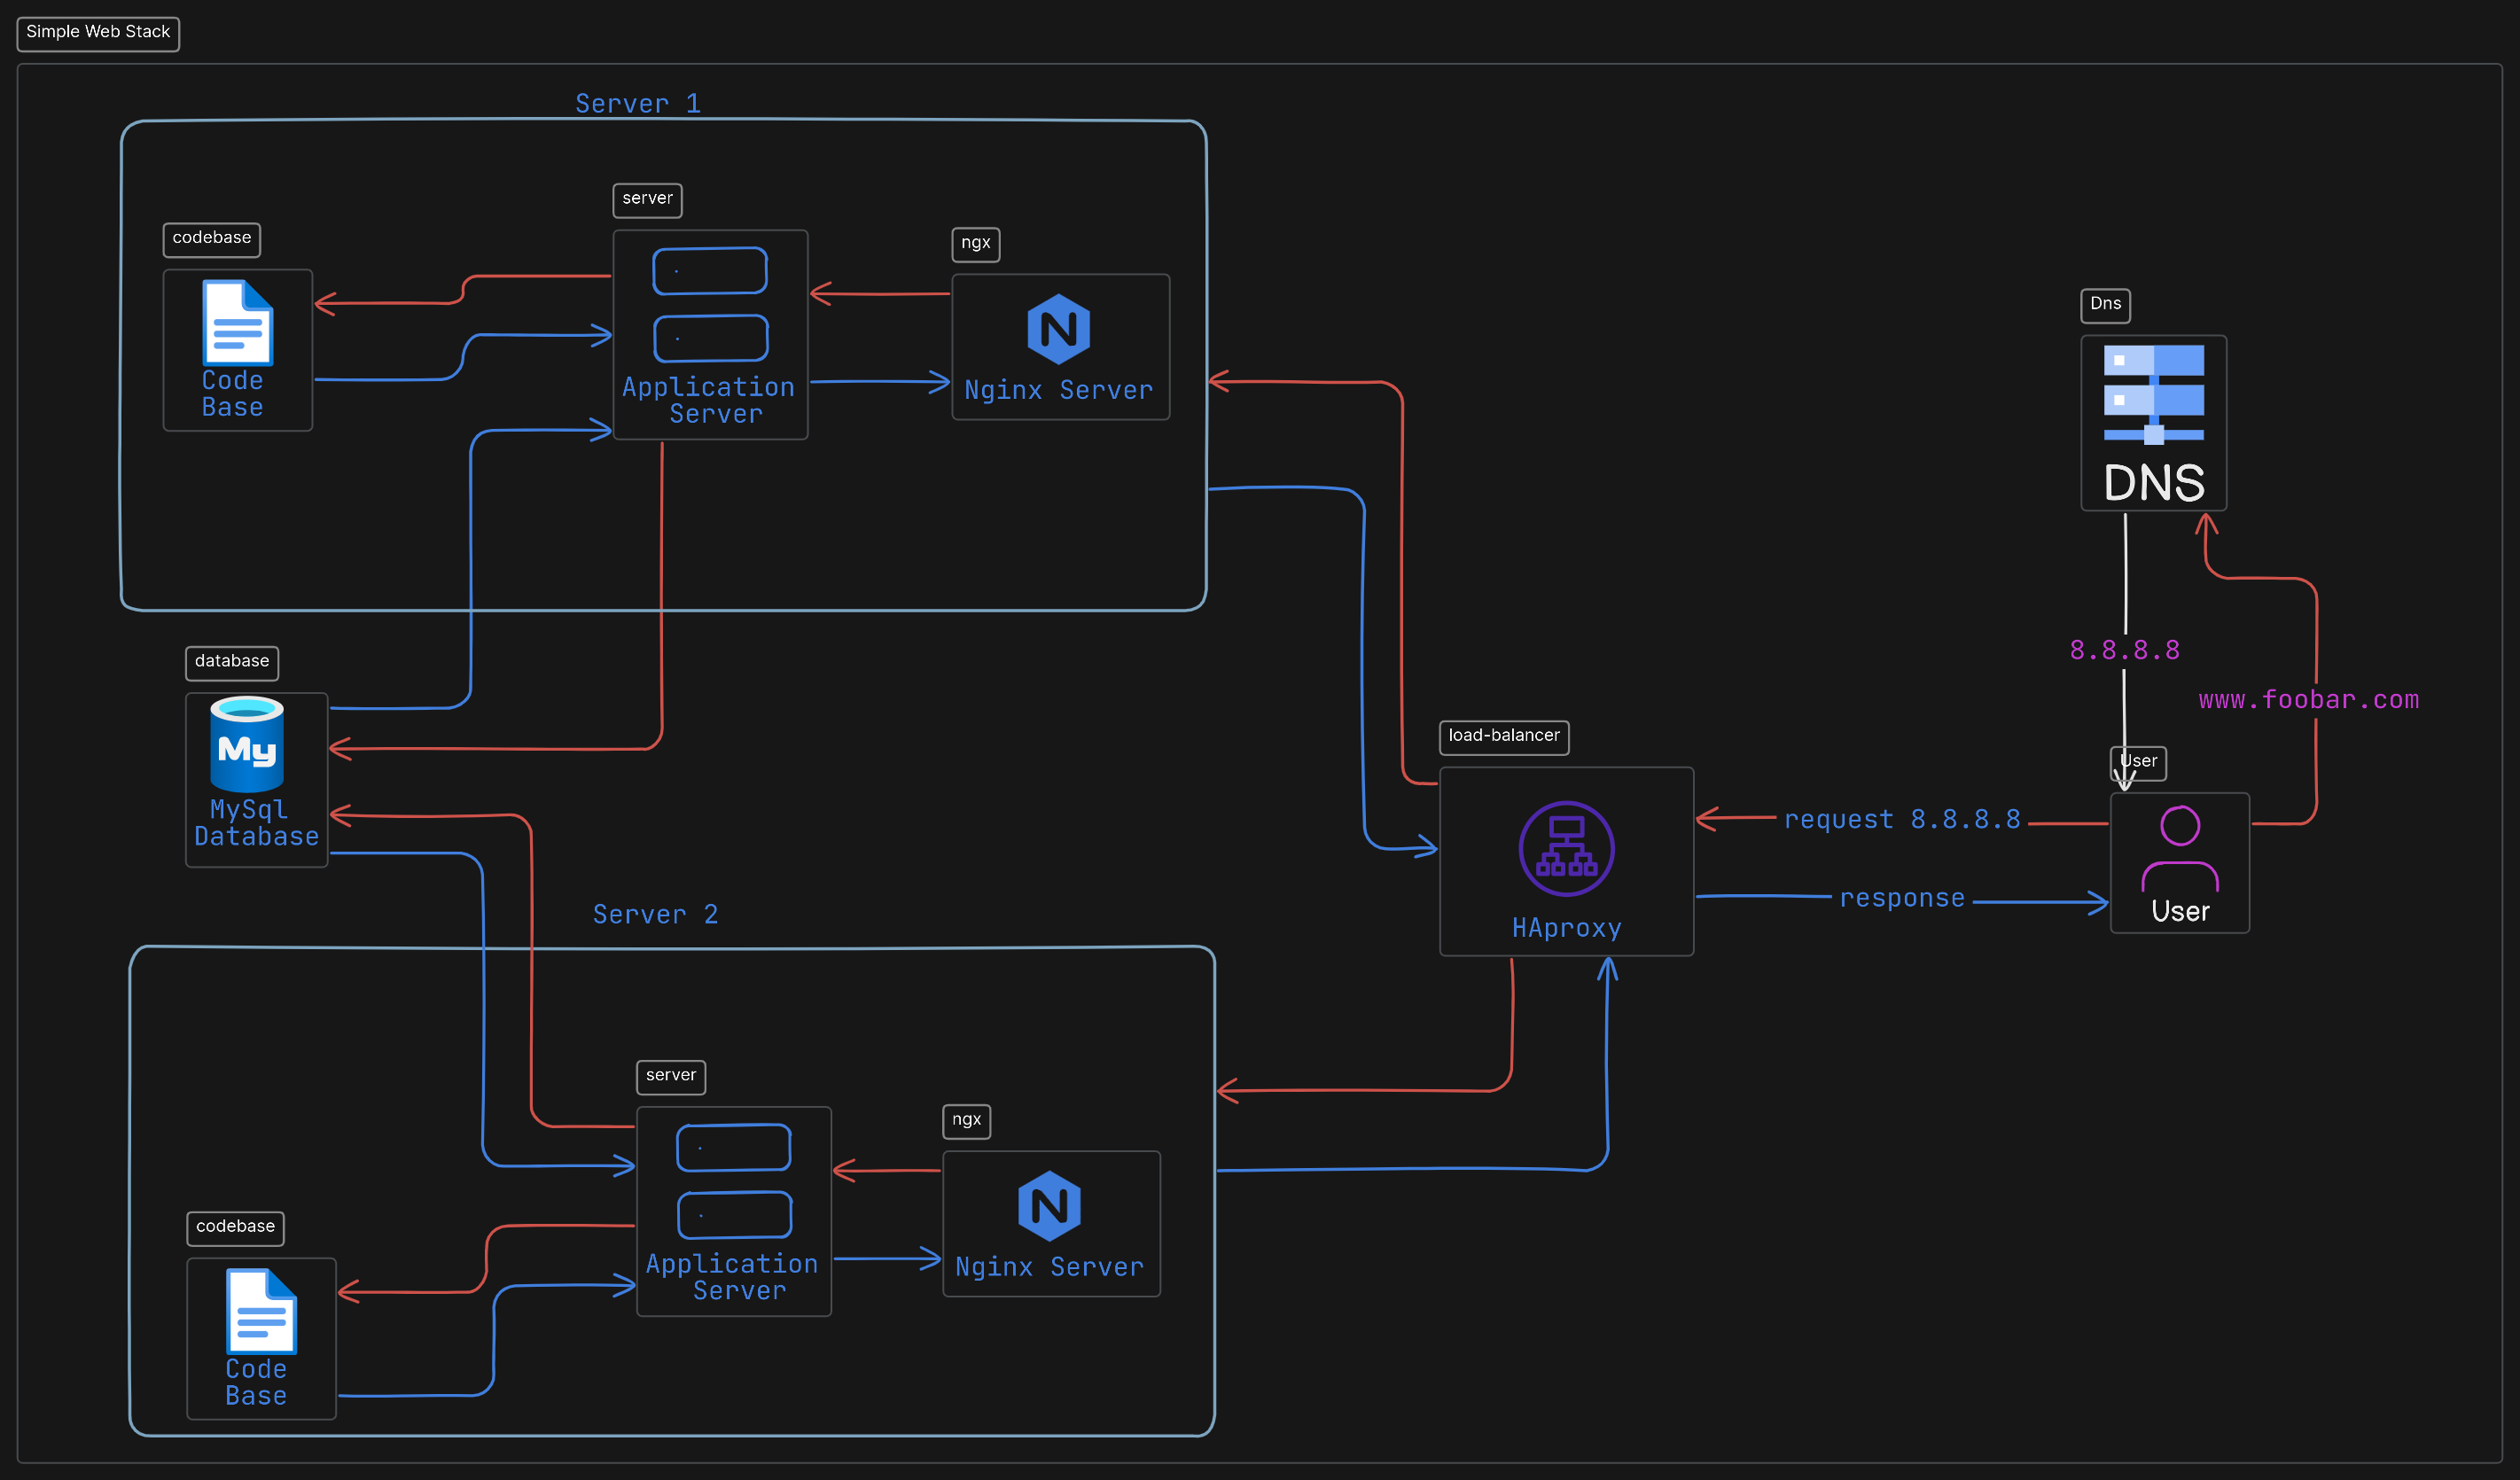 Simple Web Stack
Server 1
server
codebase
ngx
Code
Base
Application
Server
Nginx Server
Dns
DNS
8.8.8.8
www.foobar.com
database
My
MySql
Database
load-balancer
HAproxy
User
request 8.8.8.8
response
User
Server 2
server
ngx
Application
Server
Nginx Server
codebase
Code
Base